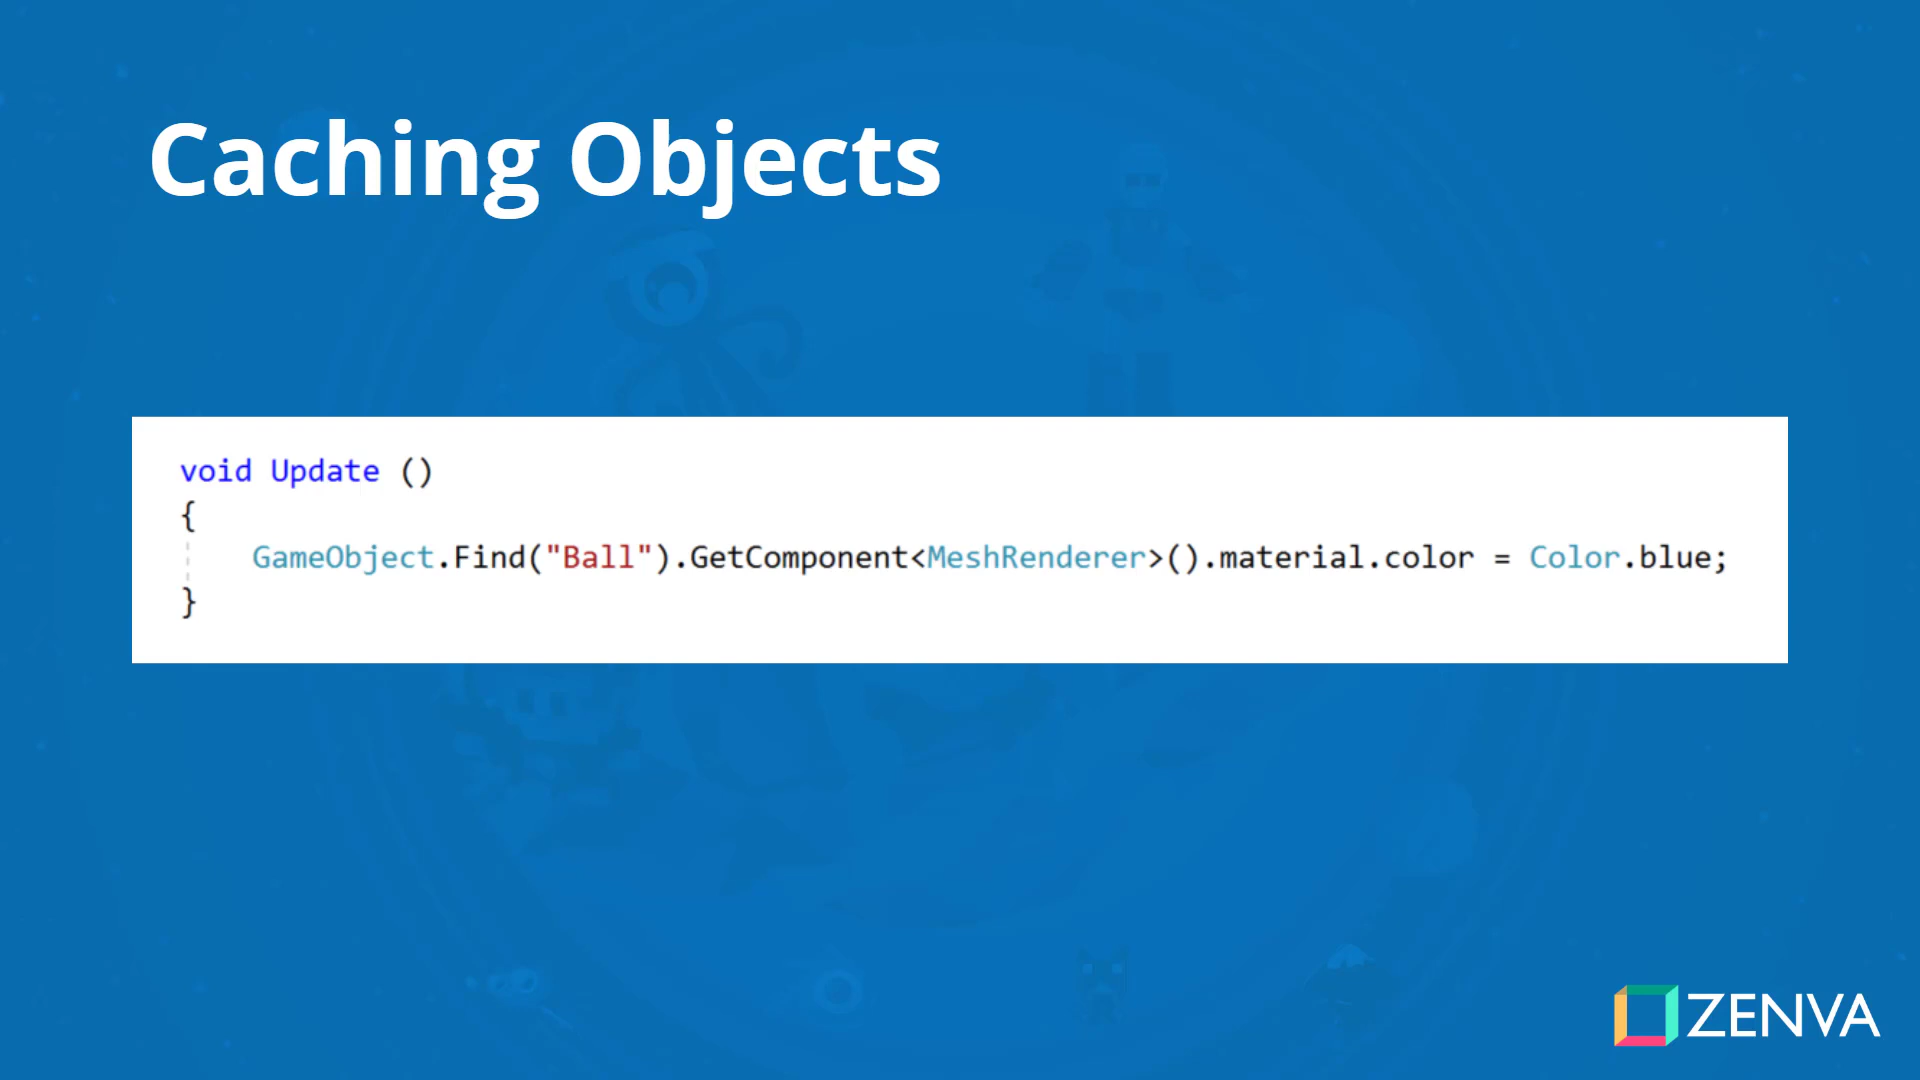 Caching Objects
void Update ()
{
GameObject.Find("Ball").GetComponent<MeshRenderer>().material.color = Color.blue;
}
ZENVA